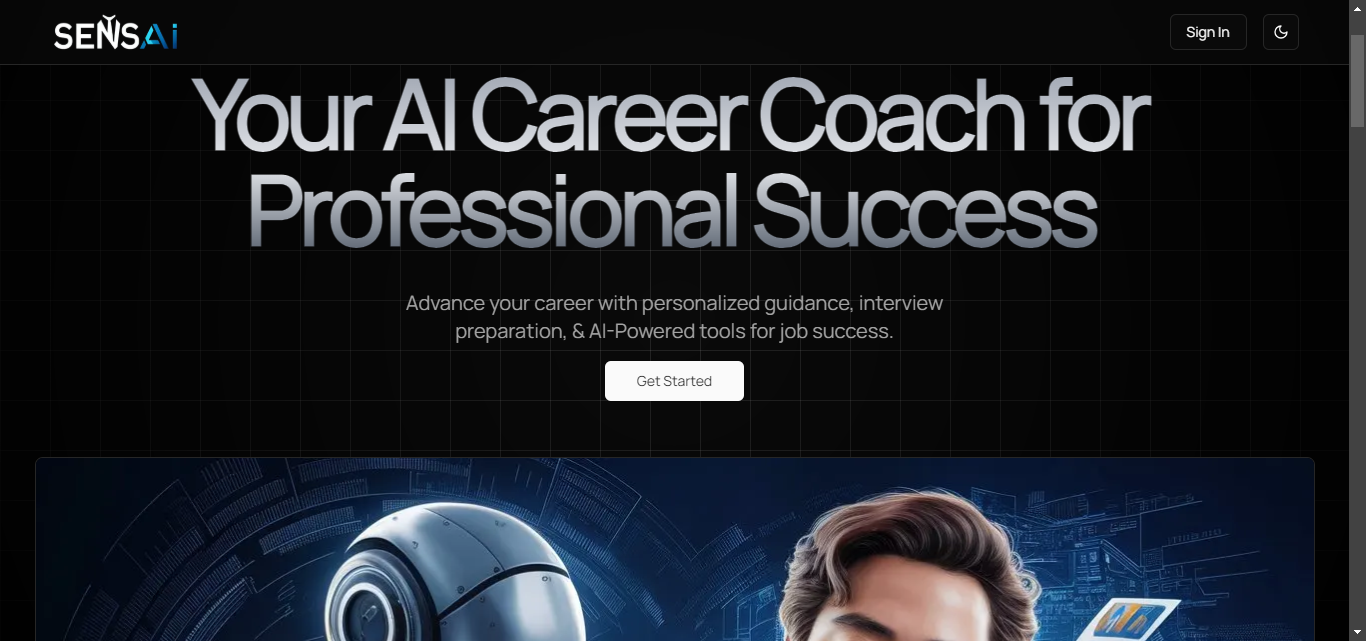 SENSAi
Sign In
Your AI Career Coach for
Professional Success
Advance your career with personalized guidance, interview
preparation, & AI-Powered tools for job success.
Get Started